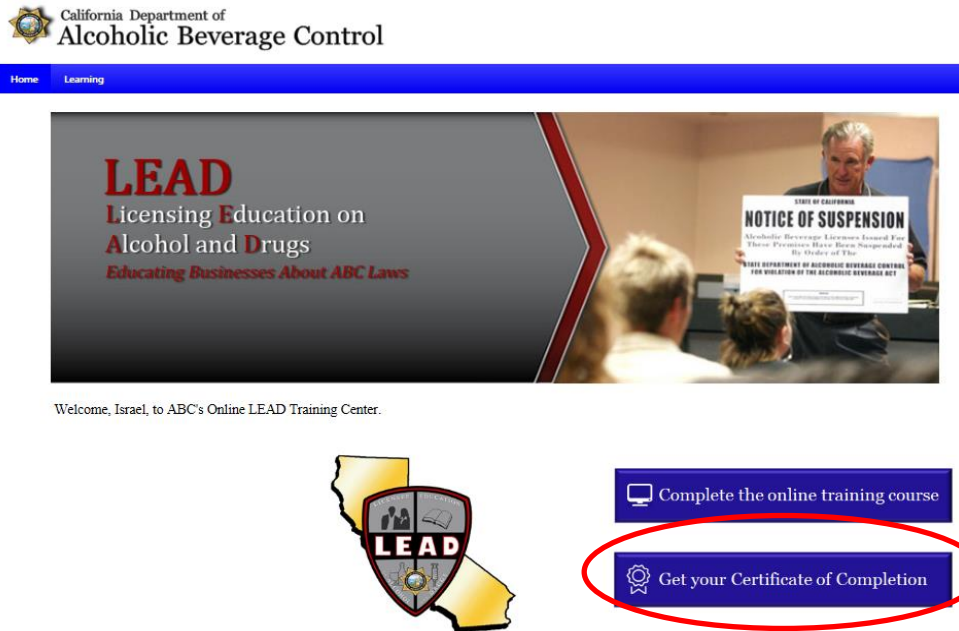 California Department of
Alcoholic Beverage Control
Home Learning
LEAD
Licensing Education on
Alcohol and Drugs
Educating Businesses About ABC Laws
STATE OF CALIFORNIA
NOTICE OF SUSPENSION
Alcoholic Beverage Licenses Issued For
These Premises Have Been Suspended
By Order of The
STATE DEPARTMENT OF ALCOHOLIC BEVERAGE CONTROL
FOR VIOLATION OF THE ALCOHOLIC BEVERAGE ACT
Welcome, Israel, to ABC's Online LEAD Training Center.
LEAD
Complete the online training course
Get your Certificate of Completion